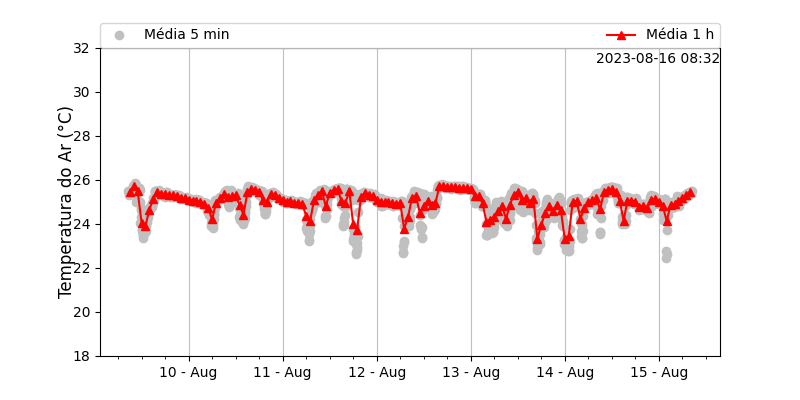 Média 5 min
Média 1 h
2023-08-16 08:32
Temperatura do Ar (°C)
32
30
28
26
24
22
20
18
10 - Aug
11 - Aug
12 - Aug
13 - Aug
14 - Aug
15 - Aug